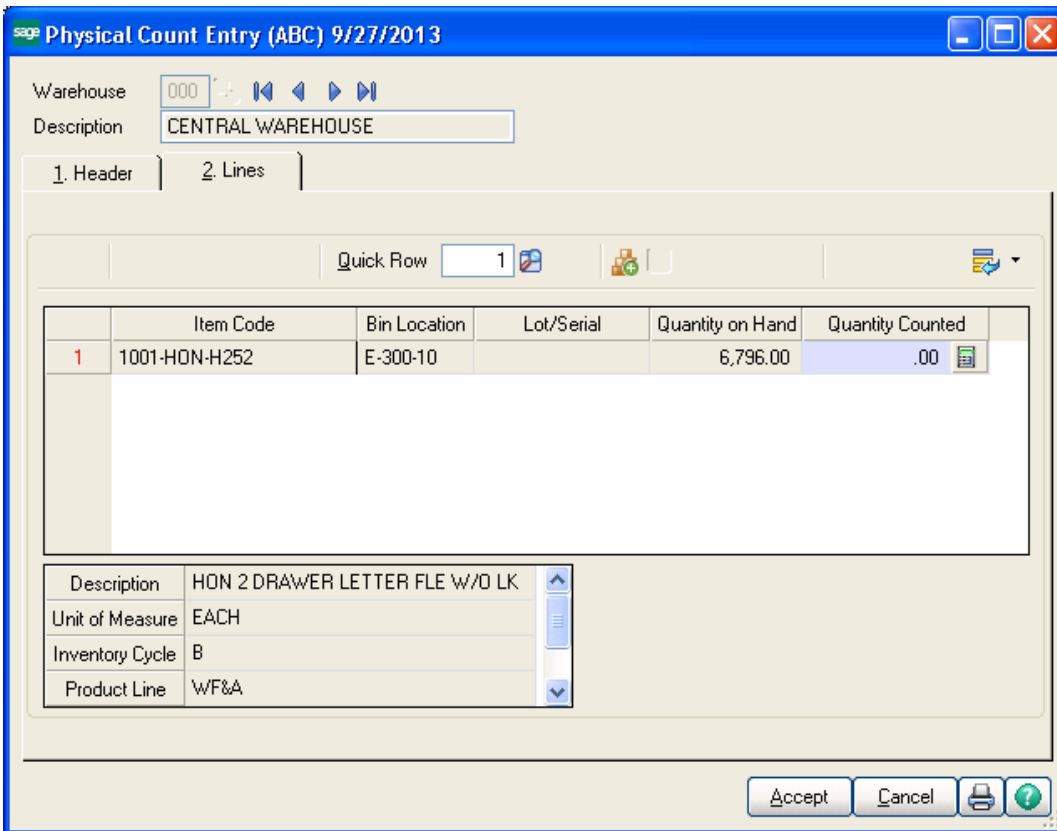 sage Physical Count Entry (ABC) 9/27/2013
Warehouse 000
Description CENTRAL WAREHOUSE
1. Header 2. Lines
Quick Row 1
Item Code Bin Location Lot/Serial Quantity on Hand Quantity Counted
1 1001-HON-H252 E-300-10 6,796.00 .00
Description HON 2 DRAWER LETTER FLE W/O LK
Unit of Measure EACH
Inventory Cycle B
Product Line WF&A
Accept Cancel ?